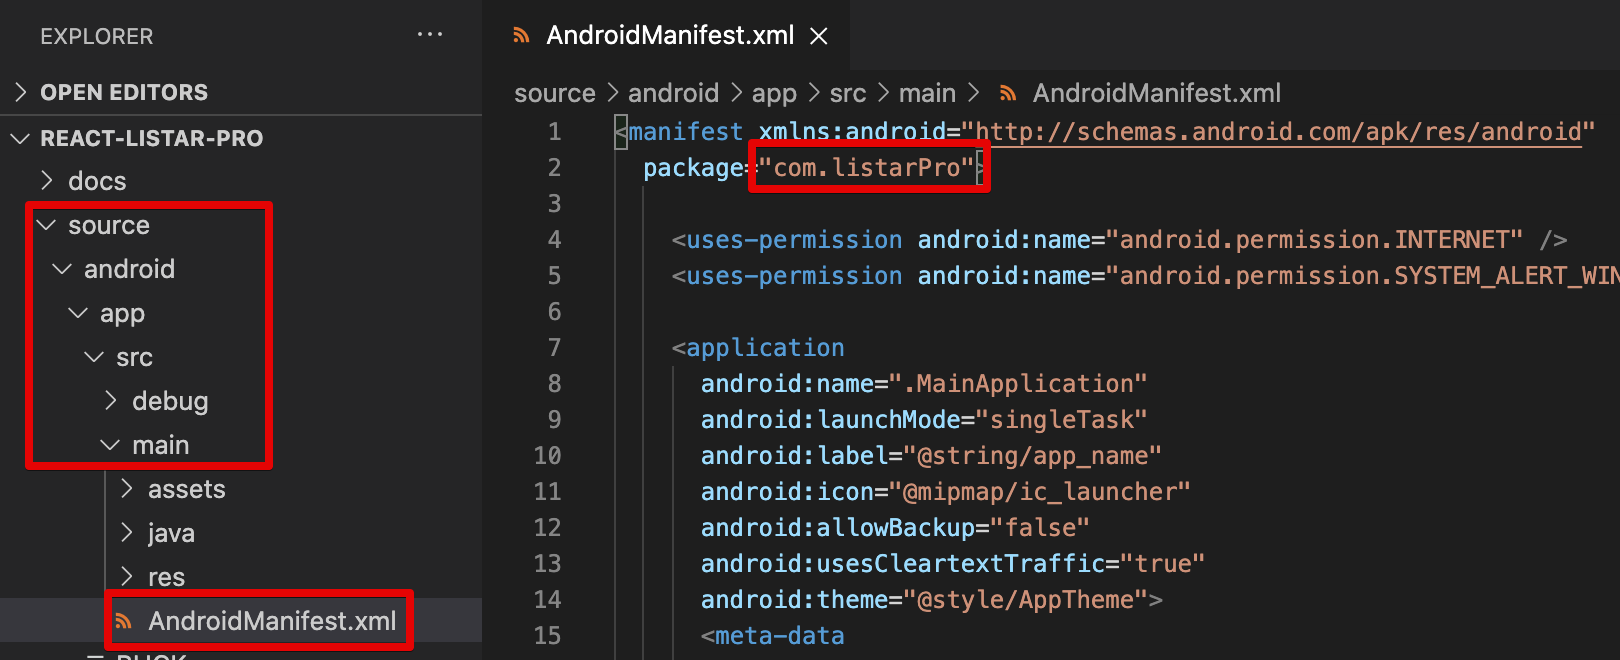 EXPLORER ...
OPEN EDITORS
REACT-LISTAR-PRO
docs
source
android
app
src
debug
main
assets
java
res
AndroidManifest.xml
AndroidManifest.xml
source > android > app > src > main > AndroidManifest.xml
1 <manifest xmlns:android="http://schemas.android.com/apk/res/android"
2 package="com.listarPro">
3
4 <uses-permission android:name="android.permission.INTERNET" />
5 <uses-permission android:name="android.permission.SYSTEM_ALERT_WIN
6
7 <application
8 android:name=".MainApplication"
9 android:launchMode="singleTask"
10 android:label="@string/app_name"
11 android:icon="@mipmap/ic_launcher"
12 android:allowBackup="false"
13 android:usesCleartextTraffic="true"
14 android:theme="@style/AppTheme">
15 <meta-data